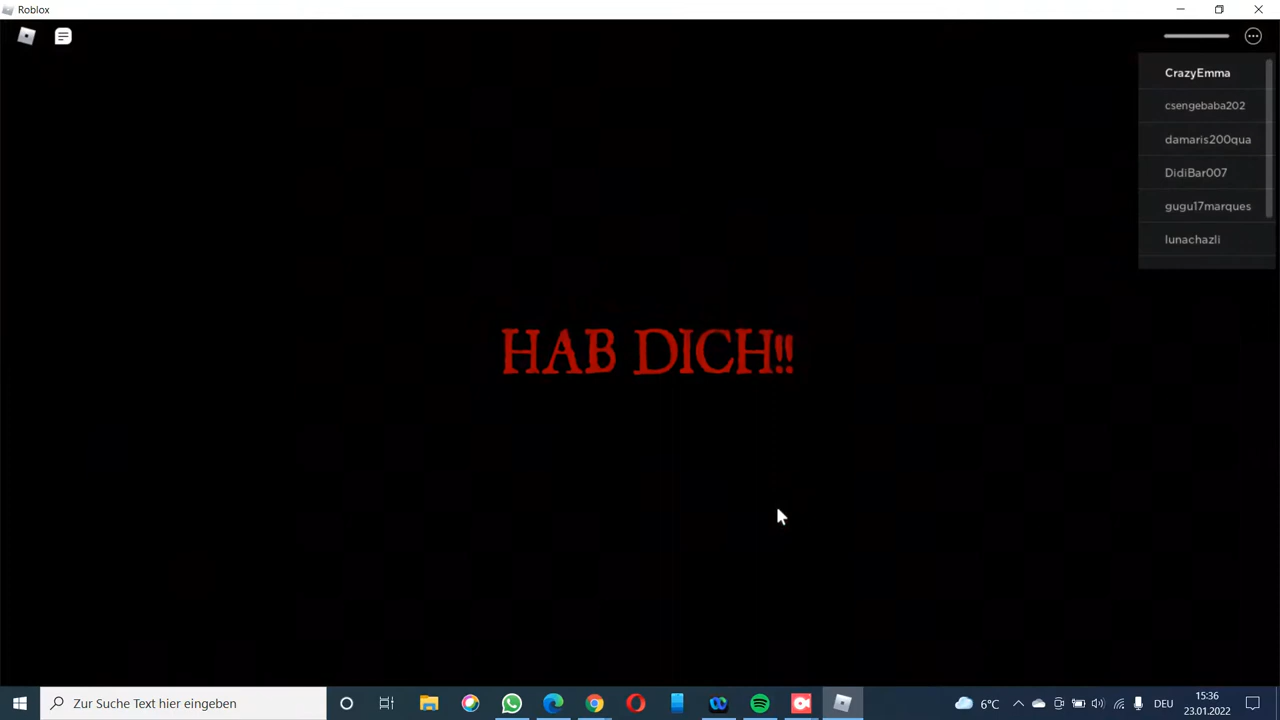 Roblox
CrazyEmma
csengebaba202
damaris200qua
DidiBar007
gugu17marques
lunachazli
HAB DICH!!
Zur Suche Text hier eingeben
6°C
DEU
15:36
23.01.2022